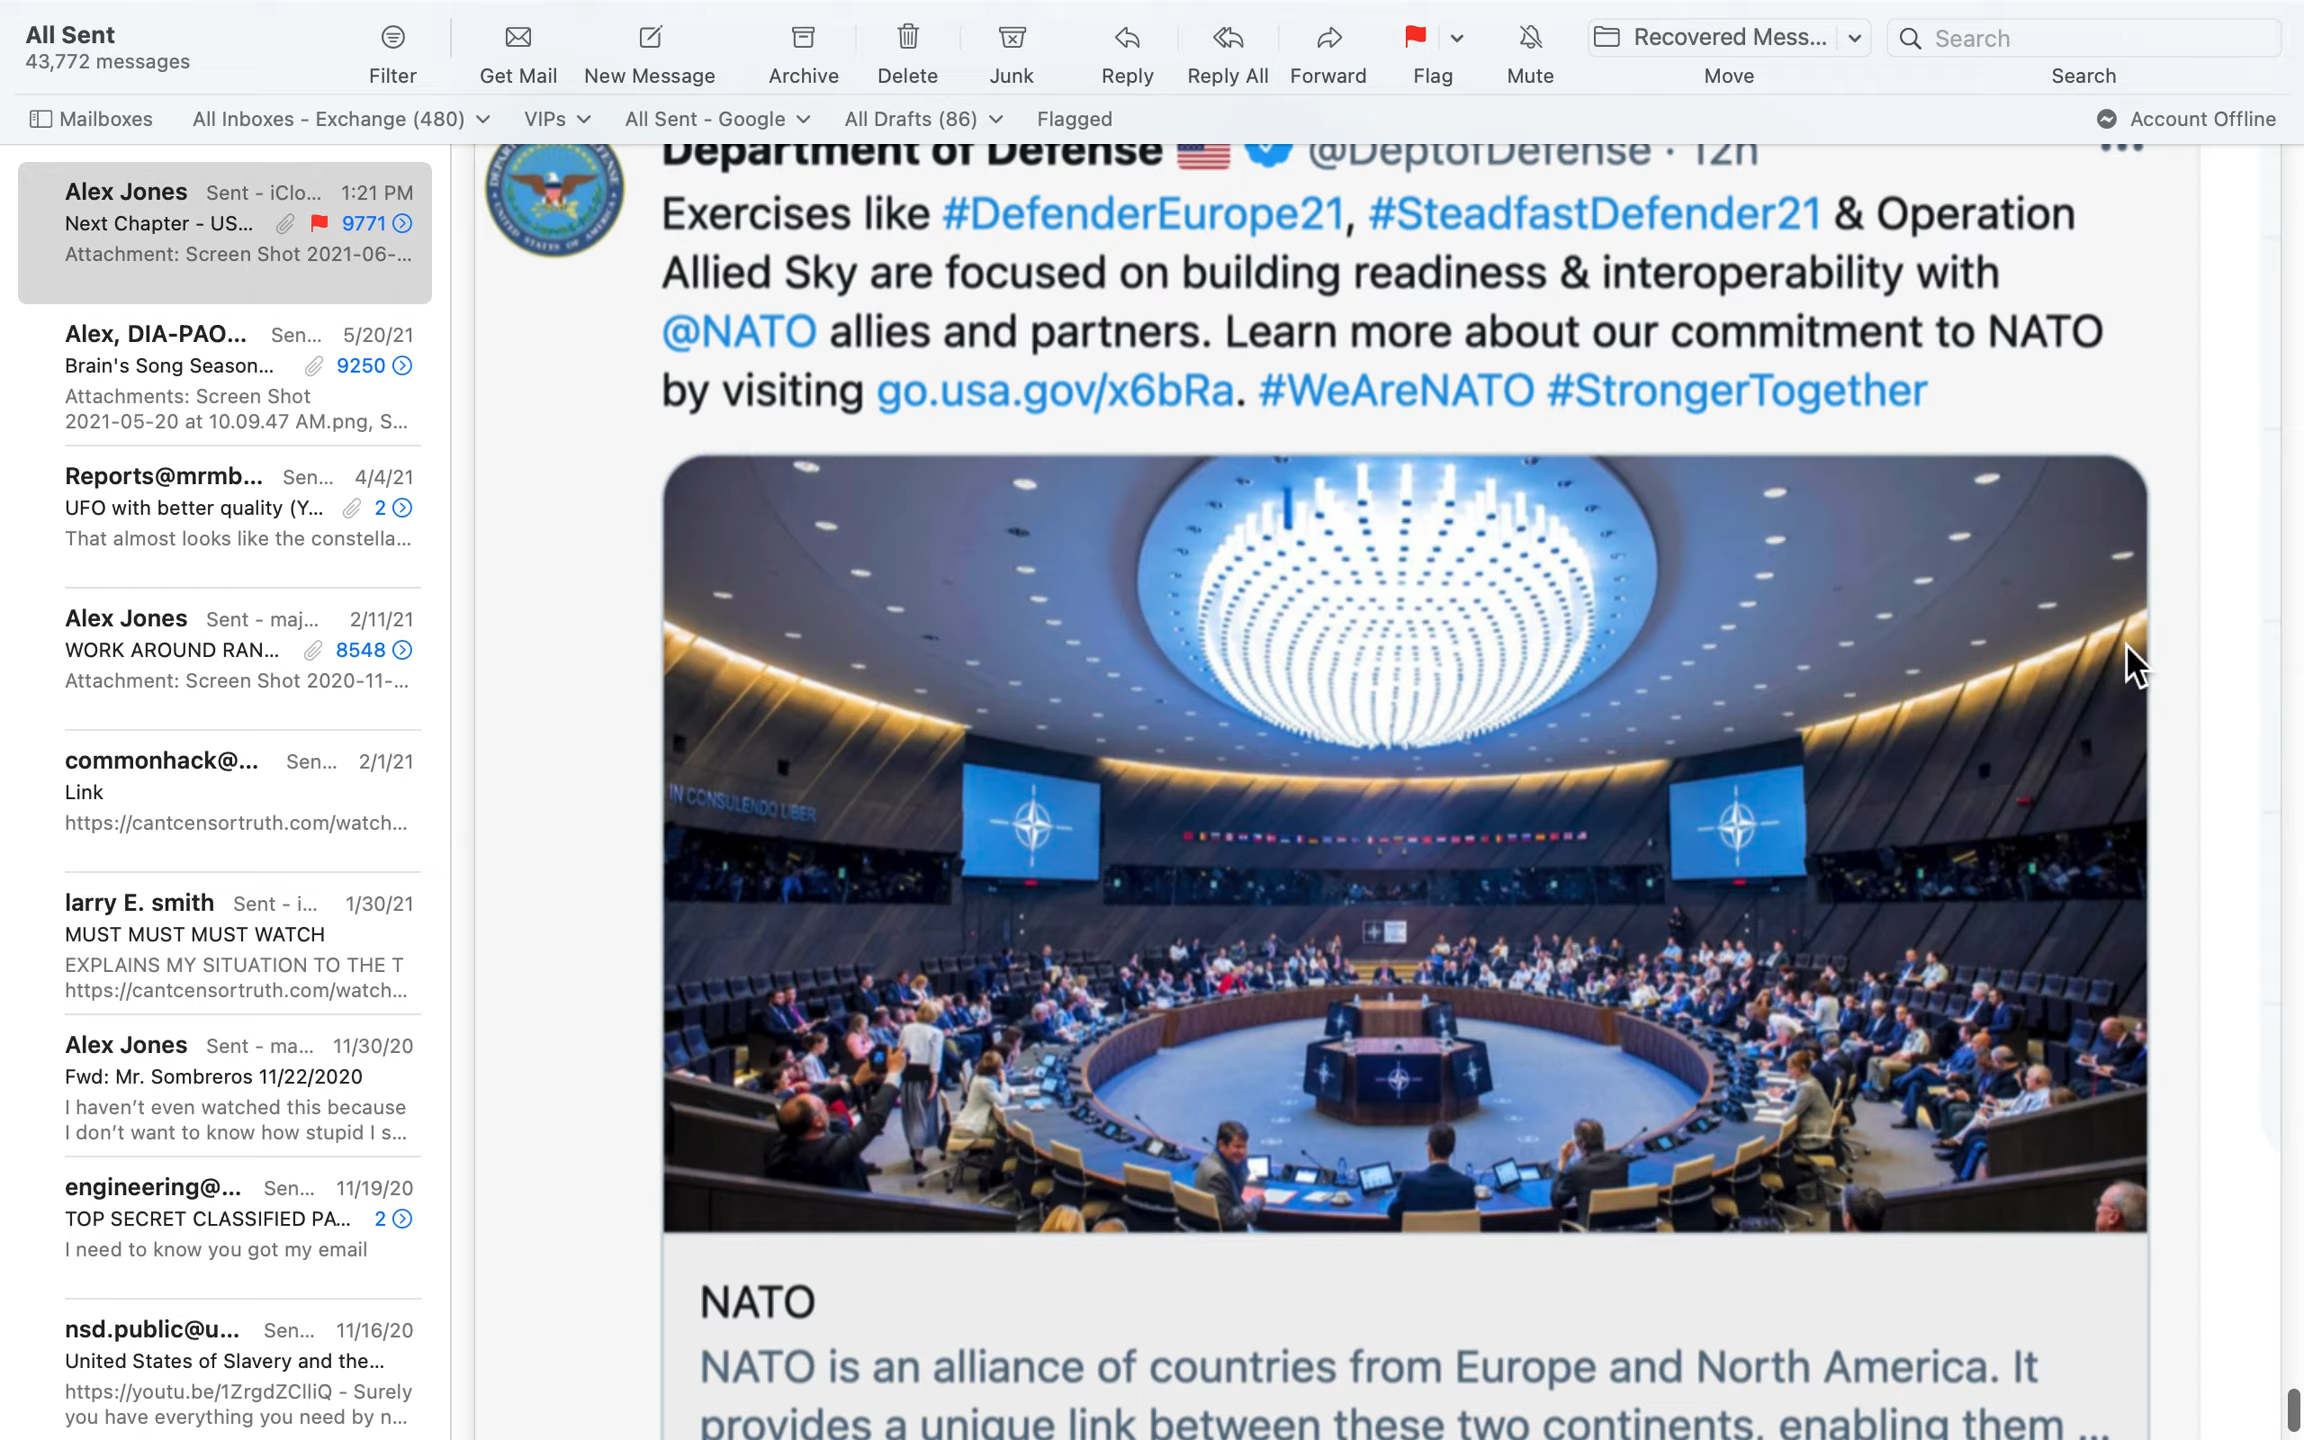 All Sent
43,772 messages
Filter
Get Mail
New Message
Archive
Delete
Junk
Reply
Reply All
Forward
Flag
Mute
Recovered Mess...
Move
Search
Search
Mailboxes
All Inboxes - Exchange (480)
VIPs
All Sent - Google
All Drafts (86)
Flagged
Account Offline
Alex Jones Sent - iClo... 1:21 PM
Next Chapter - US... 9771
Attachment: Screen Shot 2021-06-...
Alex, DIA-PAO... Sen... 5/20/21
Brain's Song Season... 9250
Attachments: Screen Shot
2021-05-20 at 10.09.47 AM.png, S...
Reports@mrmb... Sen... 4/4/21
UFO with better quality (Y... 2
That almost looks like the constella...
Alex Jones Sent - maj... 2/11/21
WORK AROUND RAN... 8548
Attachment: Screen Shot 2020-11-...
commonhack@... Sen... 2/1/21
Link
https://cantcensortruth.com/watch...
larry E. smith Sent - i... 1/30/21
MUST MUST MUST WATCH
EXPLAINS MY SITUATION TO THE T
https://cantcensortruth.com/watch...
Alex Jones Sent - ma... 11/30/20
Fwd: Mr. Sombreros 11/22/2020
I haven't even watched this because
I don't want to know how stupid I s...
engineering@... Sen... 11/19/20
TOP SECRET CLASSIFIED PA... 2
I need to know you got my email
nsd.public@u... Sen... 11/16/20
United States of Slavery and the...
https://youtu.be/1ZrgdZClliQ - Surely
you have everything you need by n...
Department of Defense @DeptofDefense · 12h
Exercises like #DefenderEurope21, #SteadfastDefender21 & Operation
Allied Sky are focused on building readiness & interoperability with
@NATO allies and partners. Learn more about our commitment to NATO
by visiting go.usa.gov/x6bRa. #WeAreNATO #StrongerTogether
IN CONSULENDO LIBER
NATO
NATO is an alliance of countries from Europe and North America. It
provides a unique link between these two continents, enabling them ...